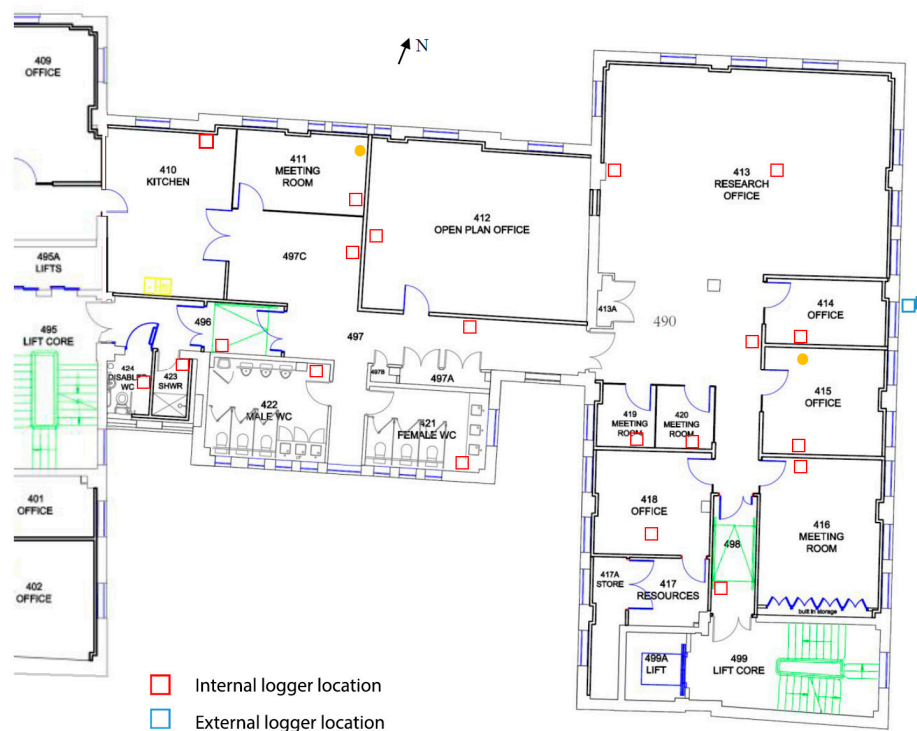 N
409
OFFICE
410
KITCHEN
411
MEETING
ROOM
412
OPEN PLAN OFFICE
413
RESEARCH
OFFICE
497C
495A
LIFTS
495
LIFT CORE
496
497
497B
497A
413A
490
414
OFFICE
415
OFFICE
424
DISABLED
WC
423
SHWR
422
MALE WC
421
FEMALE WC
419
MEETING
ROOM
420
MEETING
ROOM
401
OFFICE
402
OFFICE
418
OFFICE
498
416
MEETING
ROOM
built in storage
417A
STORE
417
RESOURCES
499A
LIFT
499
LIFT CORE
Internal logger location
External logger location